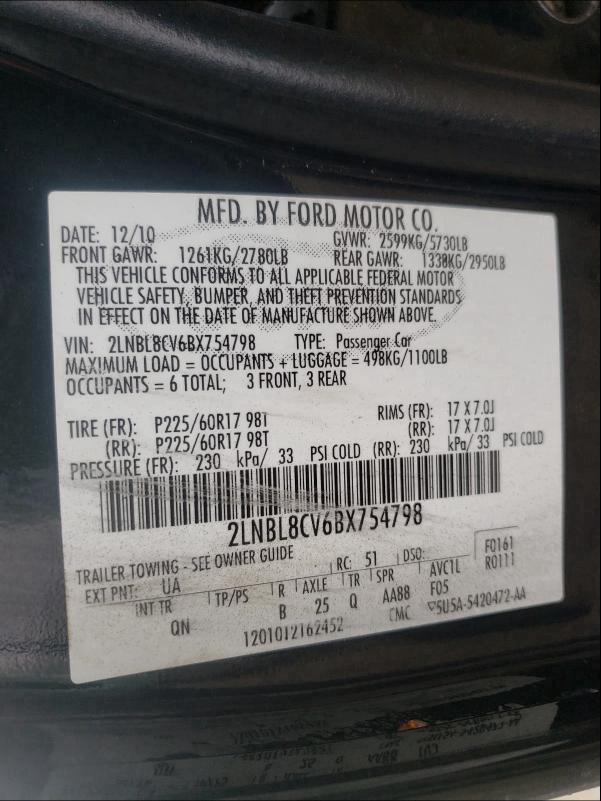 MFD. BY FORD MOTOR CO.
DATE: 12/10 GVWR: 2599KG/5730LB
FRONT GAWR: 1261KG/2780LB REAR GAWR: 1338KG/2950LB
THIS VEHICLE CONFORMS TO ALL APPLICABLE FEDERAL MOTOR
VEHICLE SAFETY, BUMPER, AND THEFT PREVENTION STANDARDS
IN EFFECT ON THE DATE OF MANUFACTURE SHOWN ABOVE.
VIN: 2LNBL8CV6BX754798 TYPE: Passenger Car
MAXIMUM LOAD = OCCUPANTS + LUGGAGE = 498KG/1100LB
OCCUPANTS = 6 TOTAL; 3 FRONT, 3 REAR
TIRE (FR): P225/60R17 98T RIMS (FR): 17 X 7.0J
(RR): P225/60R17 98T (RR): 17 X 7.0J
PRESSURE (FR): 230 kPa/ 33 PSI COLD (RR): 230 kPa/ 33 PSI COLD
2LNBL8CV6BX754798
TRAILER TOWING - SEE OWNER GUIDE
EXT PNT: UA RC: 51 DSO: F0161
R0111
INT TR TP/PS R AXLE TR SPR AVC1L
QN B 25 Q AA88 F05
1201012162452 CMC ▽5U5A-5420472-AA